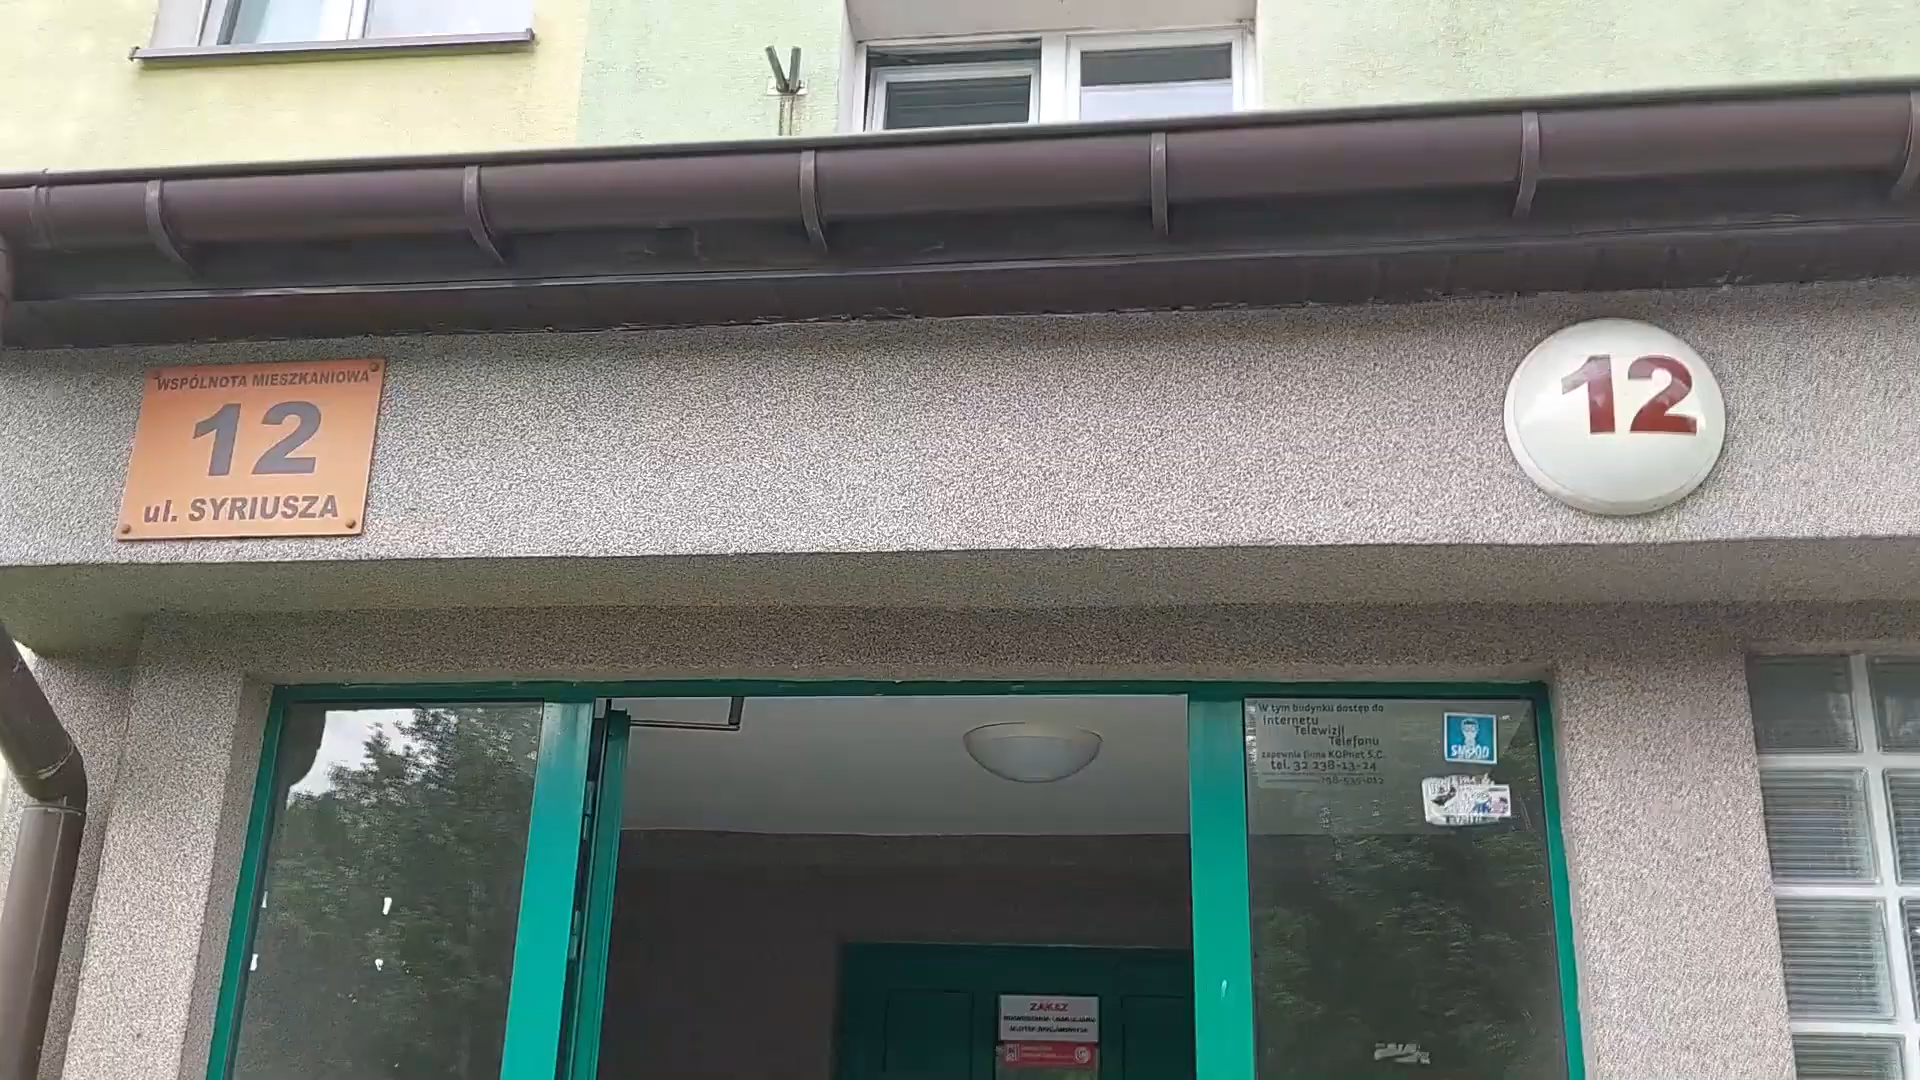 WSPÓLNOTA MIESZKANIOWA
12
ul. SYRIUSZA
12
W tym budynku dostęp do
Internetu
Telewizji
Telefonu
zapewnia firma KOPnet S.C.
tel. 32 238-13-24
ZAKAZ